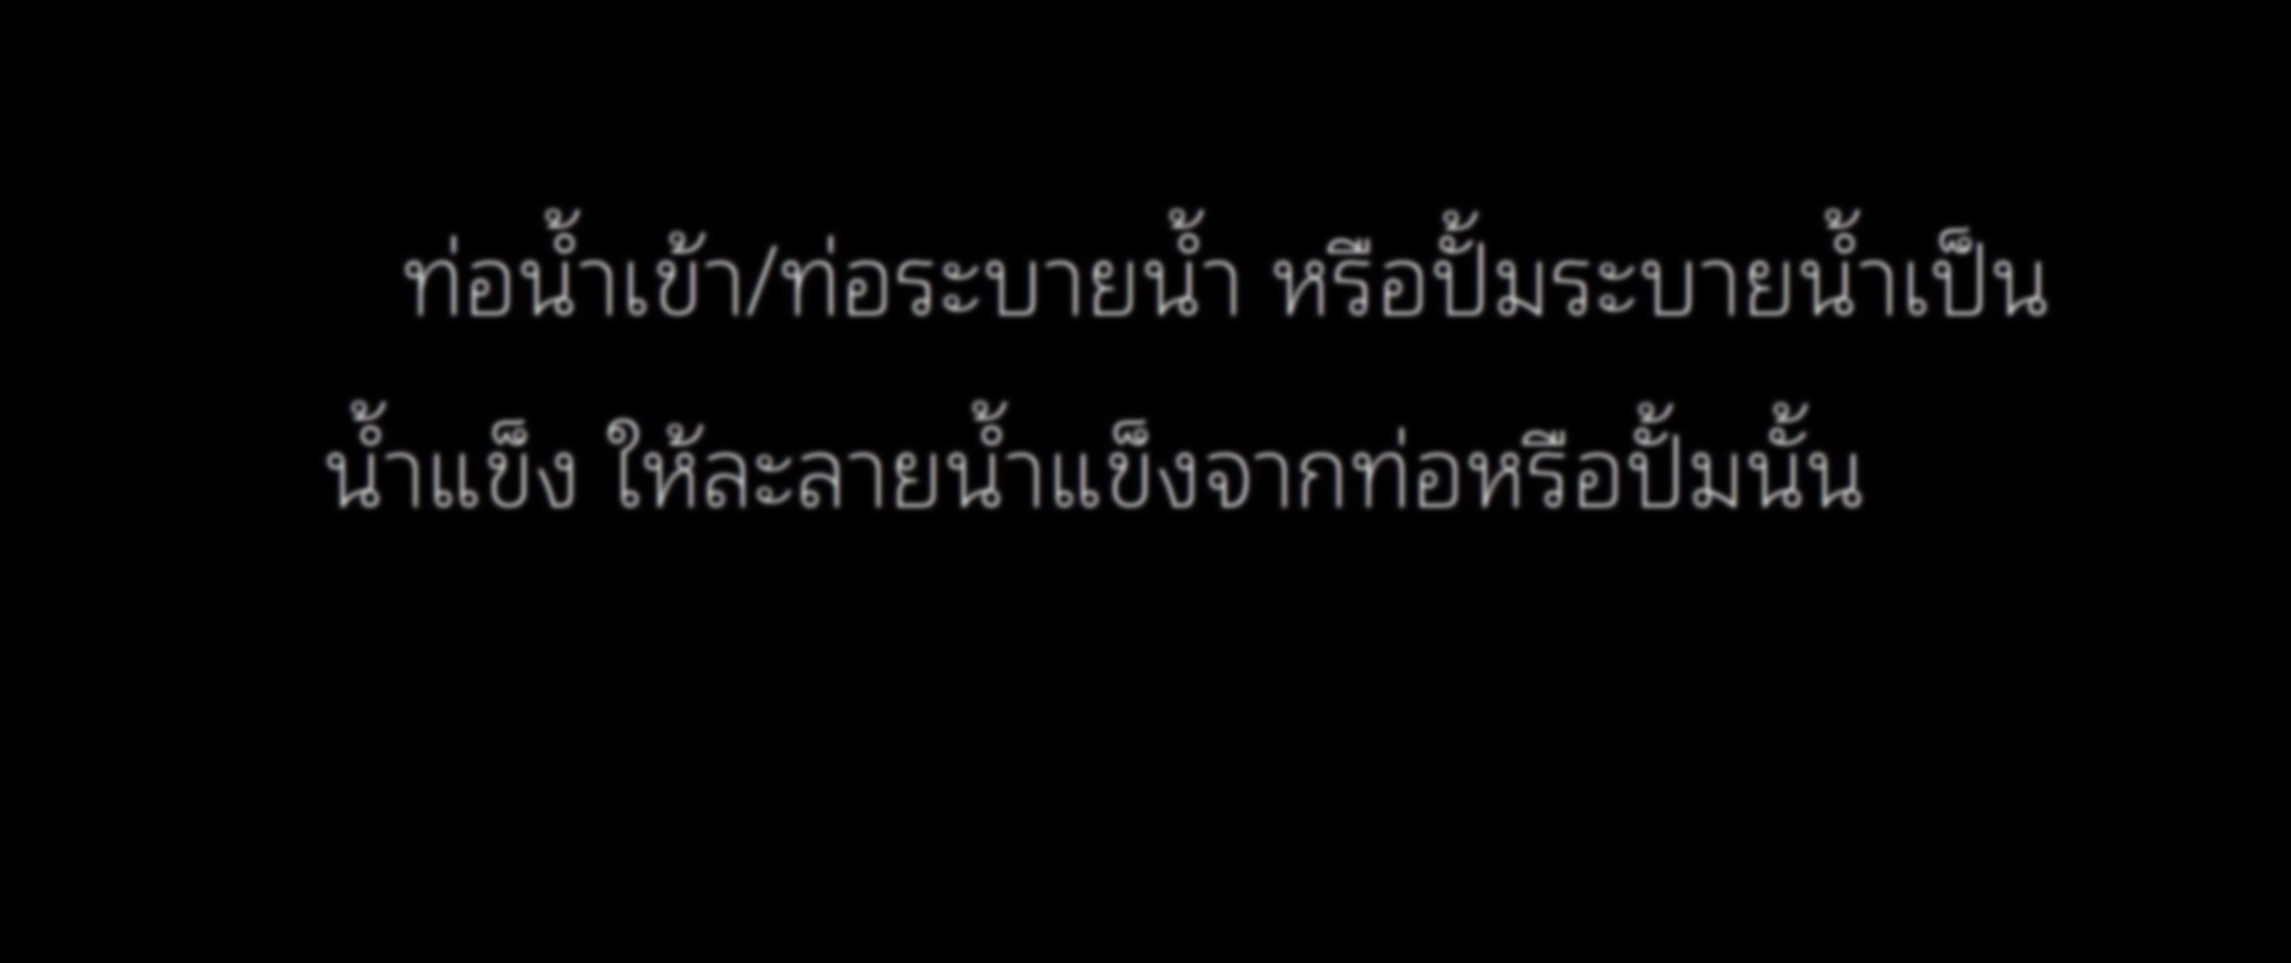 ท่อน้ำเข้า/ท่อระบายน้ำ หรือปั้มระบายน้ำเป็น
น้ำแข็ง ให้ละลายน้ำแข็งจากท่อหรือปั้มนั้น